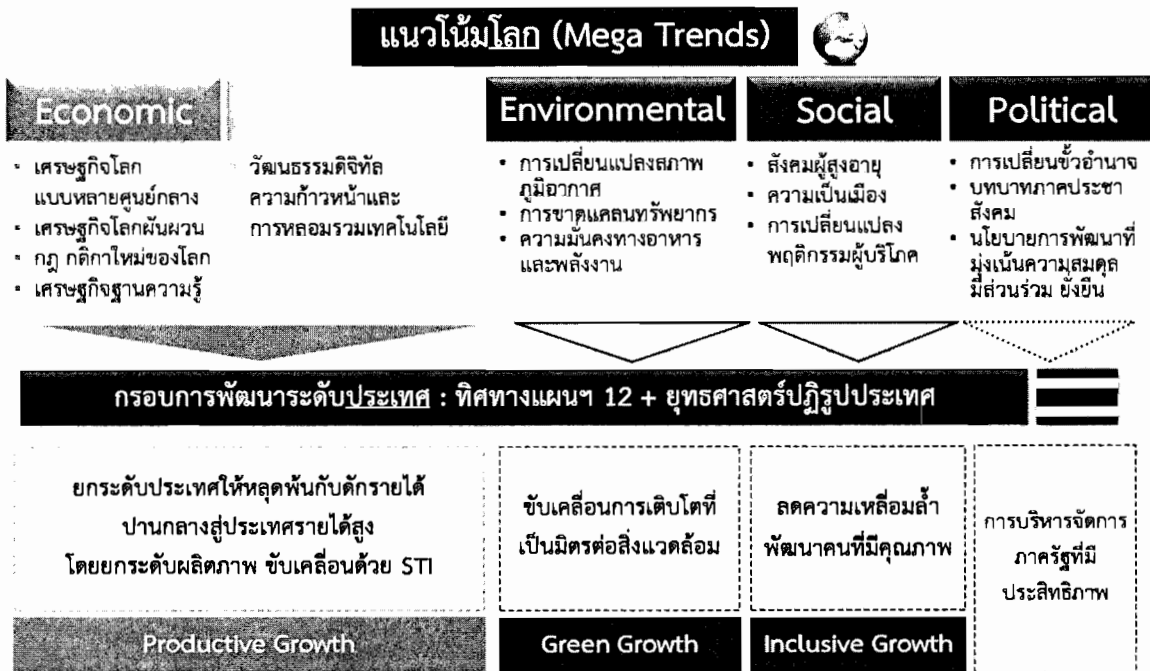 แนวโน้มโลก (Mega Trends)
Economic
• เศรษฐกิจโลก
แบบหลายศูนย์กลาง
• เศรษฐกิจโลกผันผวน
• กฎ กติกาใหม่ของโลก
• เศรษฐกิจฐานความรู้
วัฒนธรรมดิจิทัล
ความก้าวหน้าและ
การหลอมรวมเทคโนโลยี
Environmental
• การเปลี่ยนแปลงสภาพ
ภูมิอากาศ
• การขาดแคลนทรัพยากร
• ความมั่นคงทางอาหาร
และพลังงาน
Social
• สังคมผู้สูงอายุ
• ความเป็นเมือง
• การเปลี่ยนแปลง
พฤติกรรมผู้บริโภค
Political
• การเปลี่ยนขั้วอำนาจ
• บทบาทภาคประชา
สังคม
• นโยบายการพัฒนาที่
มุ่งเน้นความสมดุล
มีส่วนร่วม ยั่งยืน
กรอบการพัฒนาระดับประเทศ : ทิศทางแผนฯ 12 + ยุทธศาสตร์ปฏิรูปประเทศ
ยกระดับประเทศให้หลุดพ้นกับดักรายได้
ปานกลางสู่ประเทศรายได้สูง
โดยยกระดับผลิตภาพ ขับเคลื่อนด้วย STI
Productive Growth
ขับเคลื่อนการเติบโตที่
เป็นมิตรต่อสิ่งแวดล้อม
Green Growth
ลดความเหลื่อมล้ำ
พัฒนาคนที่มีคุณภาพ
Inclusive Growth
การบริหารจัดการ
ภาครัฐที่มี
ประสิทธิภาพ